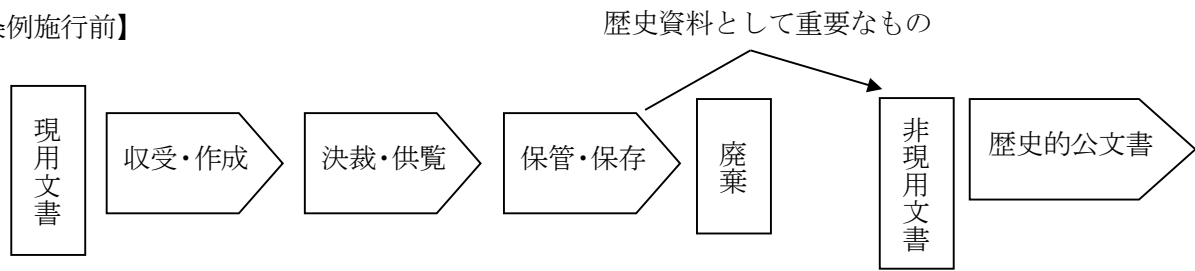 例施行前】
歴史資料として重要なもの
現用文書
収受・作成
決裁・供覧
保管・保存
廃棄
非現用文書
歴史的公文書